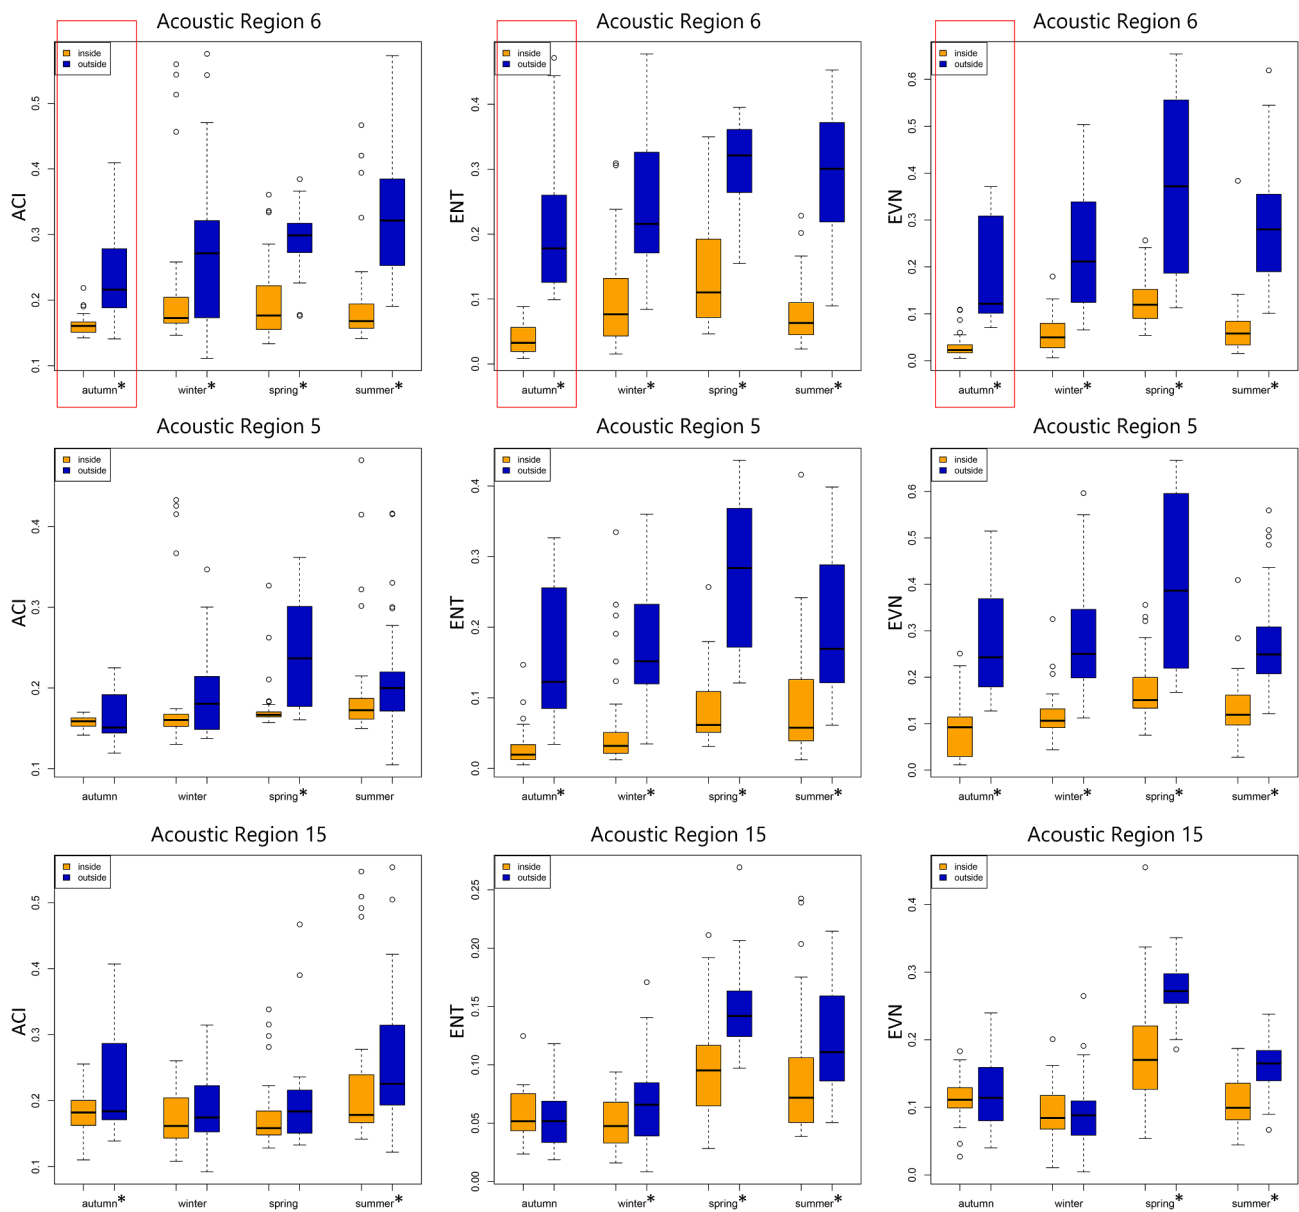 Acoustic Region 6
Acoustic Region 6
Acoustic Region 6
inside
outside
inside
outside
inside
outside
ACI
0.1 0.2 0.3 0.4 0.5
ENT
0.0 0.1 0.2 0.3 0.4
EVN
0.0 0.1 0.2 0.3 0.4 0.5 0.6
autumn* winter* spring* summer*
autumn* winter* spring* summer*
autumn* winter* spring* summer*
Acoustic Region 5
Acoustic Region 5
Acoustic Region 5
inside
outside
inside
outside
inside
outside
ACI
0.1 0.2 0.3 0.4
ENT
0.0 0.1 0.2 0.3 0.4
EVN
0.0 0.1 0.2 0.3 0.4 0.5 0.6
autumn winter spring* summer
autumn* winter* spring* summer*
autumn* winter* spring* summer*
Acoustic Region 15
Acoustic Region 15
Acoustic Region 15
inside
outside
inside
outside
inside
outside
ACI
0.1 0.2 0.3 0.4 0.5
ENT
0.00 0.05 0.10 0.15 0.20 0.25
EVN
0.0 0.1 0.2 0.3 0.4
autumn* winter spring summer*
autumn winter* spring* summer*
autumn winter spring* summer*